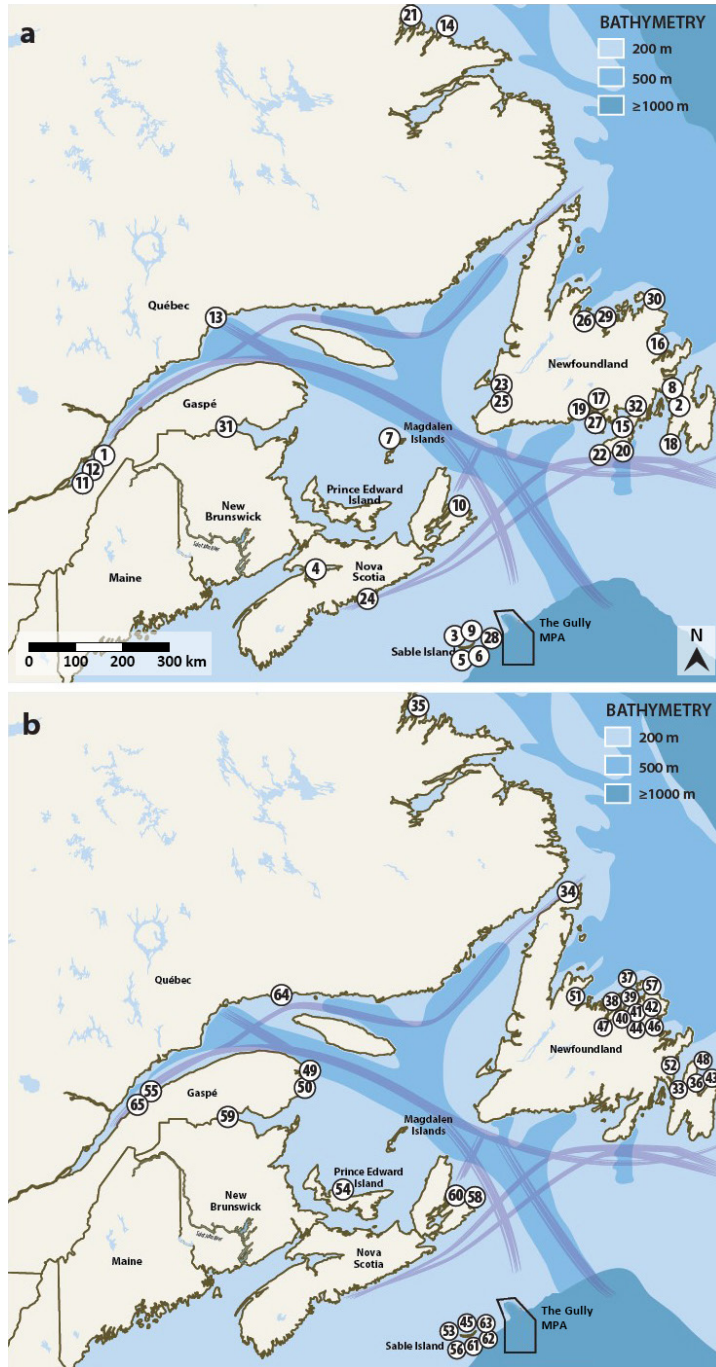 a
21
14
BATHYMETRY
200 m
500 m
≥1000 m
Québec
13
30
26
29
16
Newfoundland
23
25
8
2
17
19
27
32
15
18
22
20
Gaspé
31
7
Magdalen
Islands
1
12
11
Prince Edward
Island
10
New
Brunswick
Maine
4
Nova
Scotia
24
3
9
28
The Gully
MPA
Sable Island
5
6
N
0
100
200
300 km
b
35
BATHYMETRY
200 m
500 m
≥1000 m
34
Québec
64
37
57
51
38
39
42
41
47
40
44
46
Newfoundland
52
48
33
36
43
49
50
55
65
Gaspé
59
Magdalen
Islands
Prince Edward
Island
54
60
58
New
Brunswick
Maine
Nova
Scotia
The Gully
MPA
53
45
63
Sable Island
56
61
62